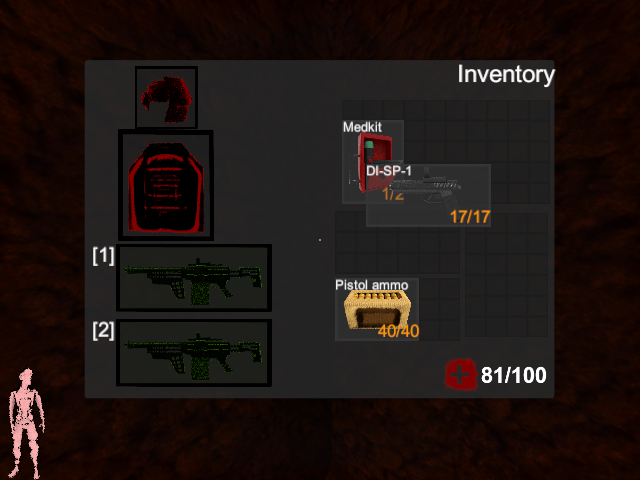 Inventory
Medkit
DI-SP-1
1/2
17/17
[1]
[2]
Pistol ammo
40/40
81/100